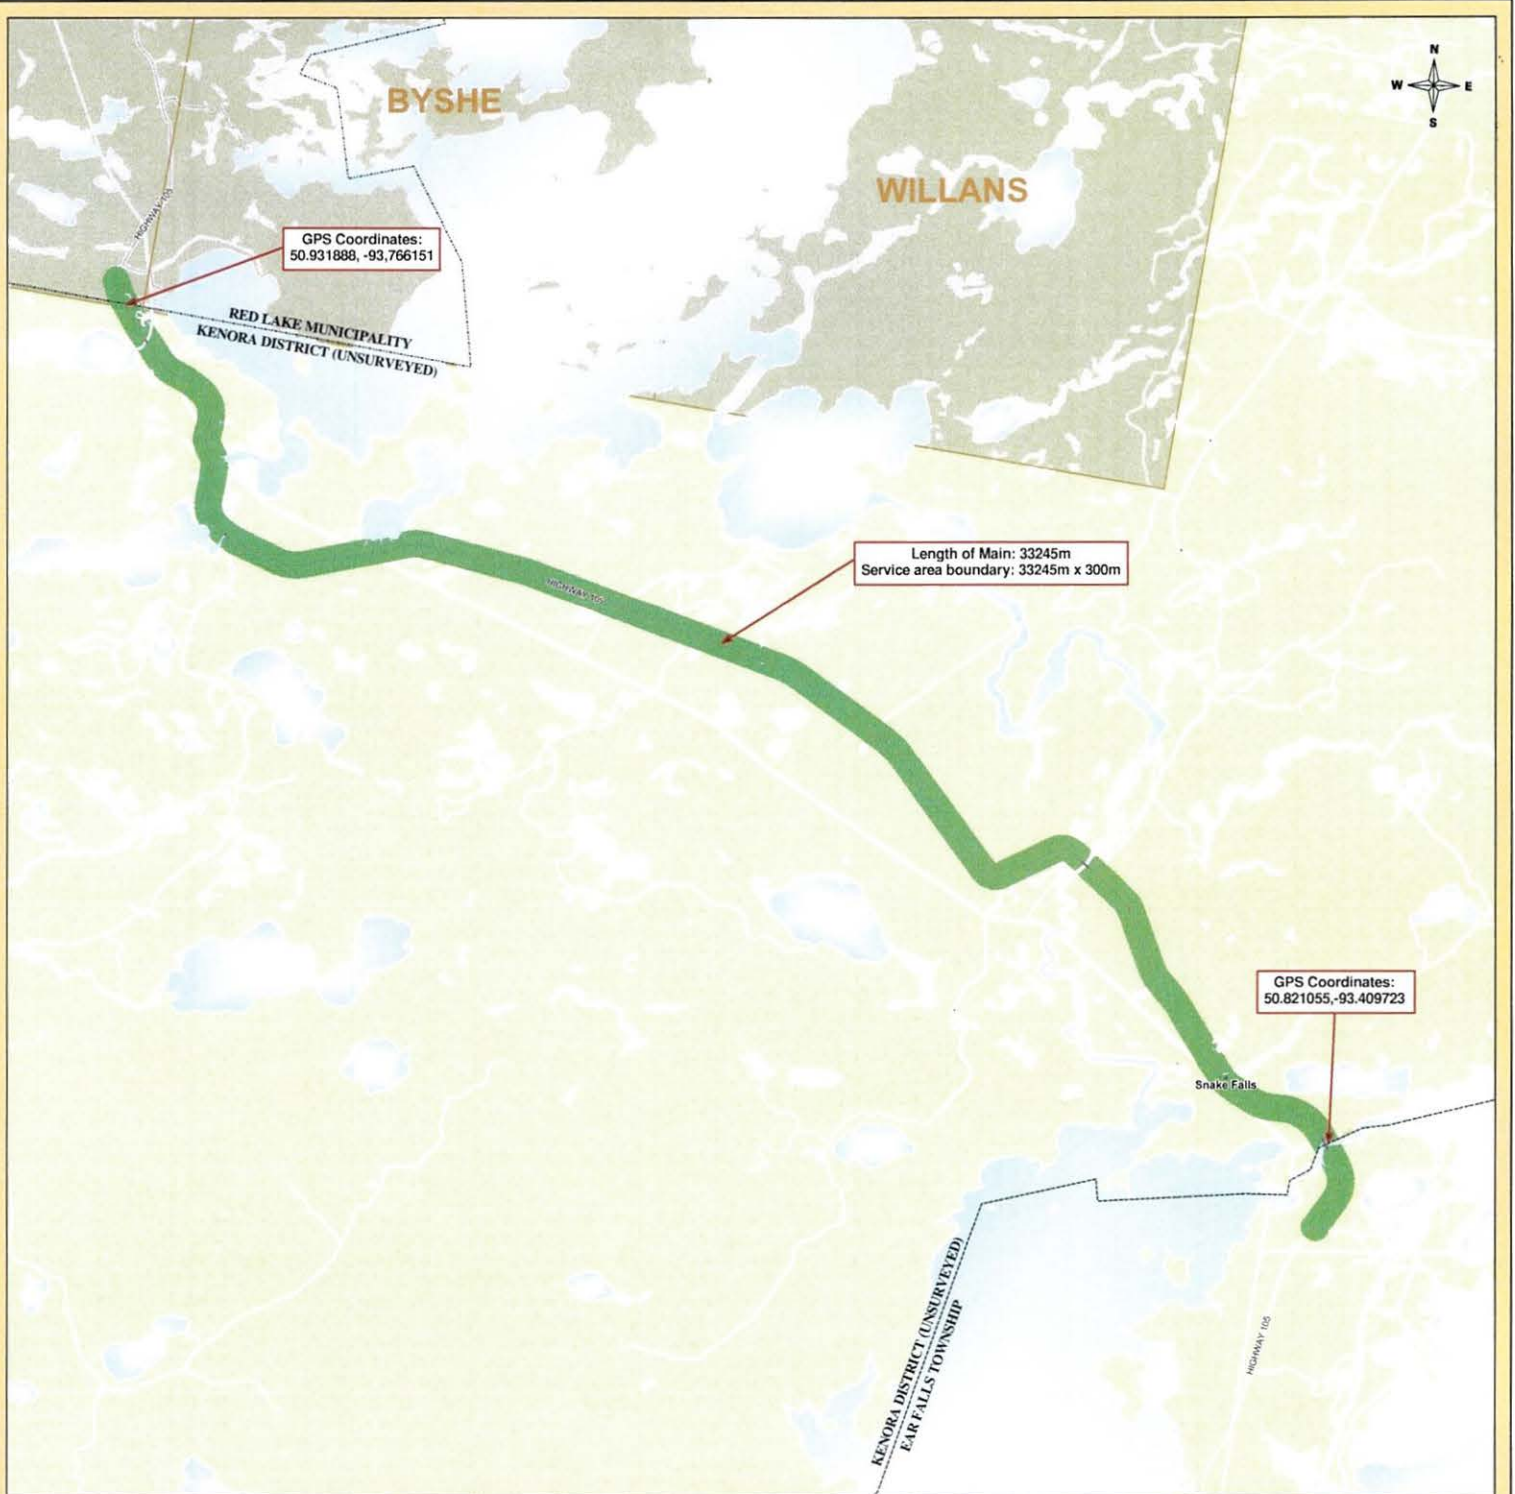 N
W E
S
BYSHE
WILLANS
HIGHWAY 105
GPS Coordinates:
50.931888, -93,766151
RED LAKE MUNICIPALITY
KENORA DISTRICT (UNSURVEYED)
Length of Main: 33245m
Service area boundary: 33245m x 300m
HIGHWAY 105
GPS Coordinates:
50.821055,-93.409723
Snake Falls
KENORA DISTRICT (UNSURVEYED)
EAR FALLS TOWNSHIP
HIGHWAY 105